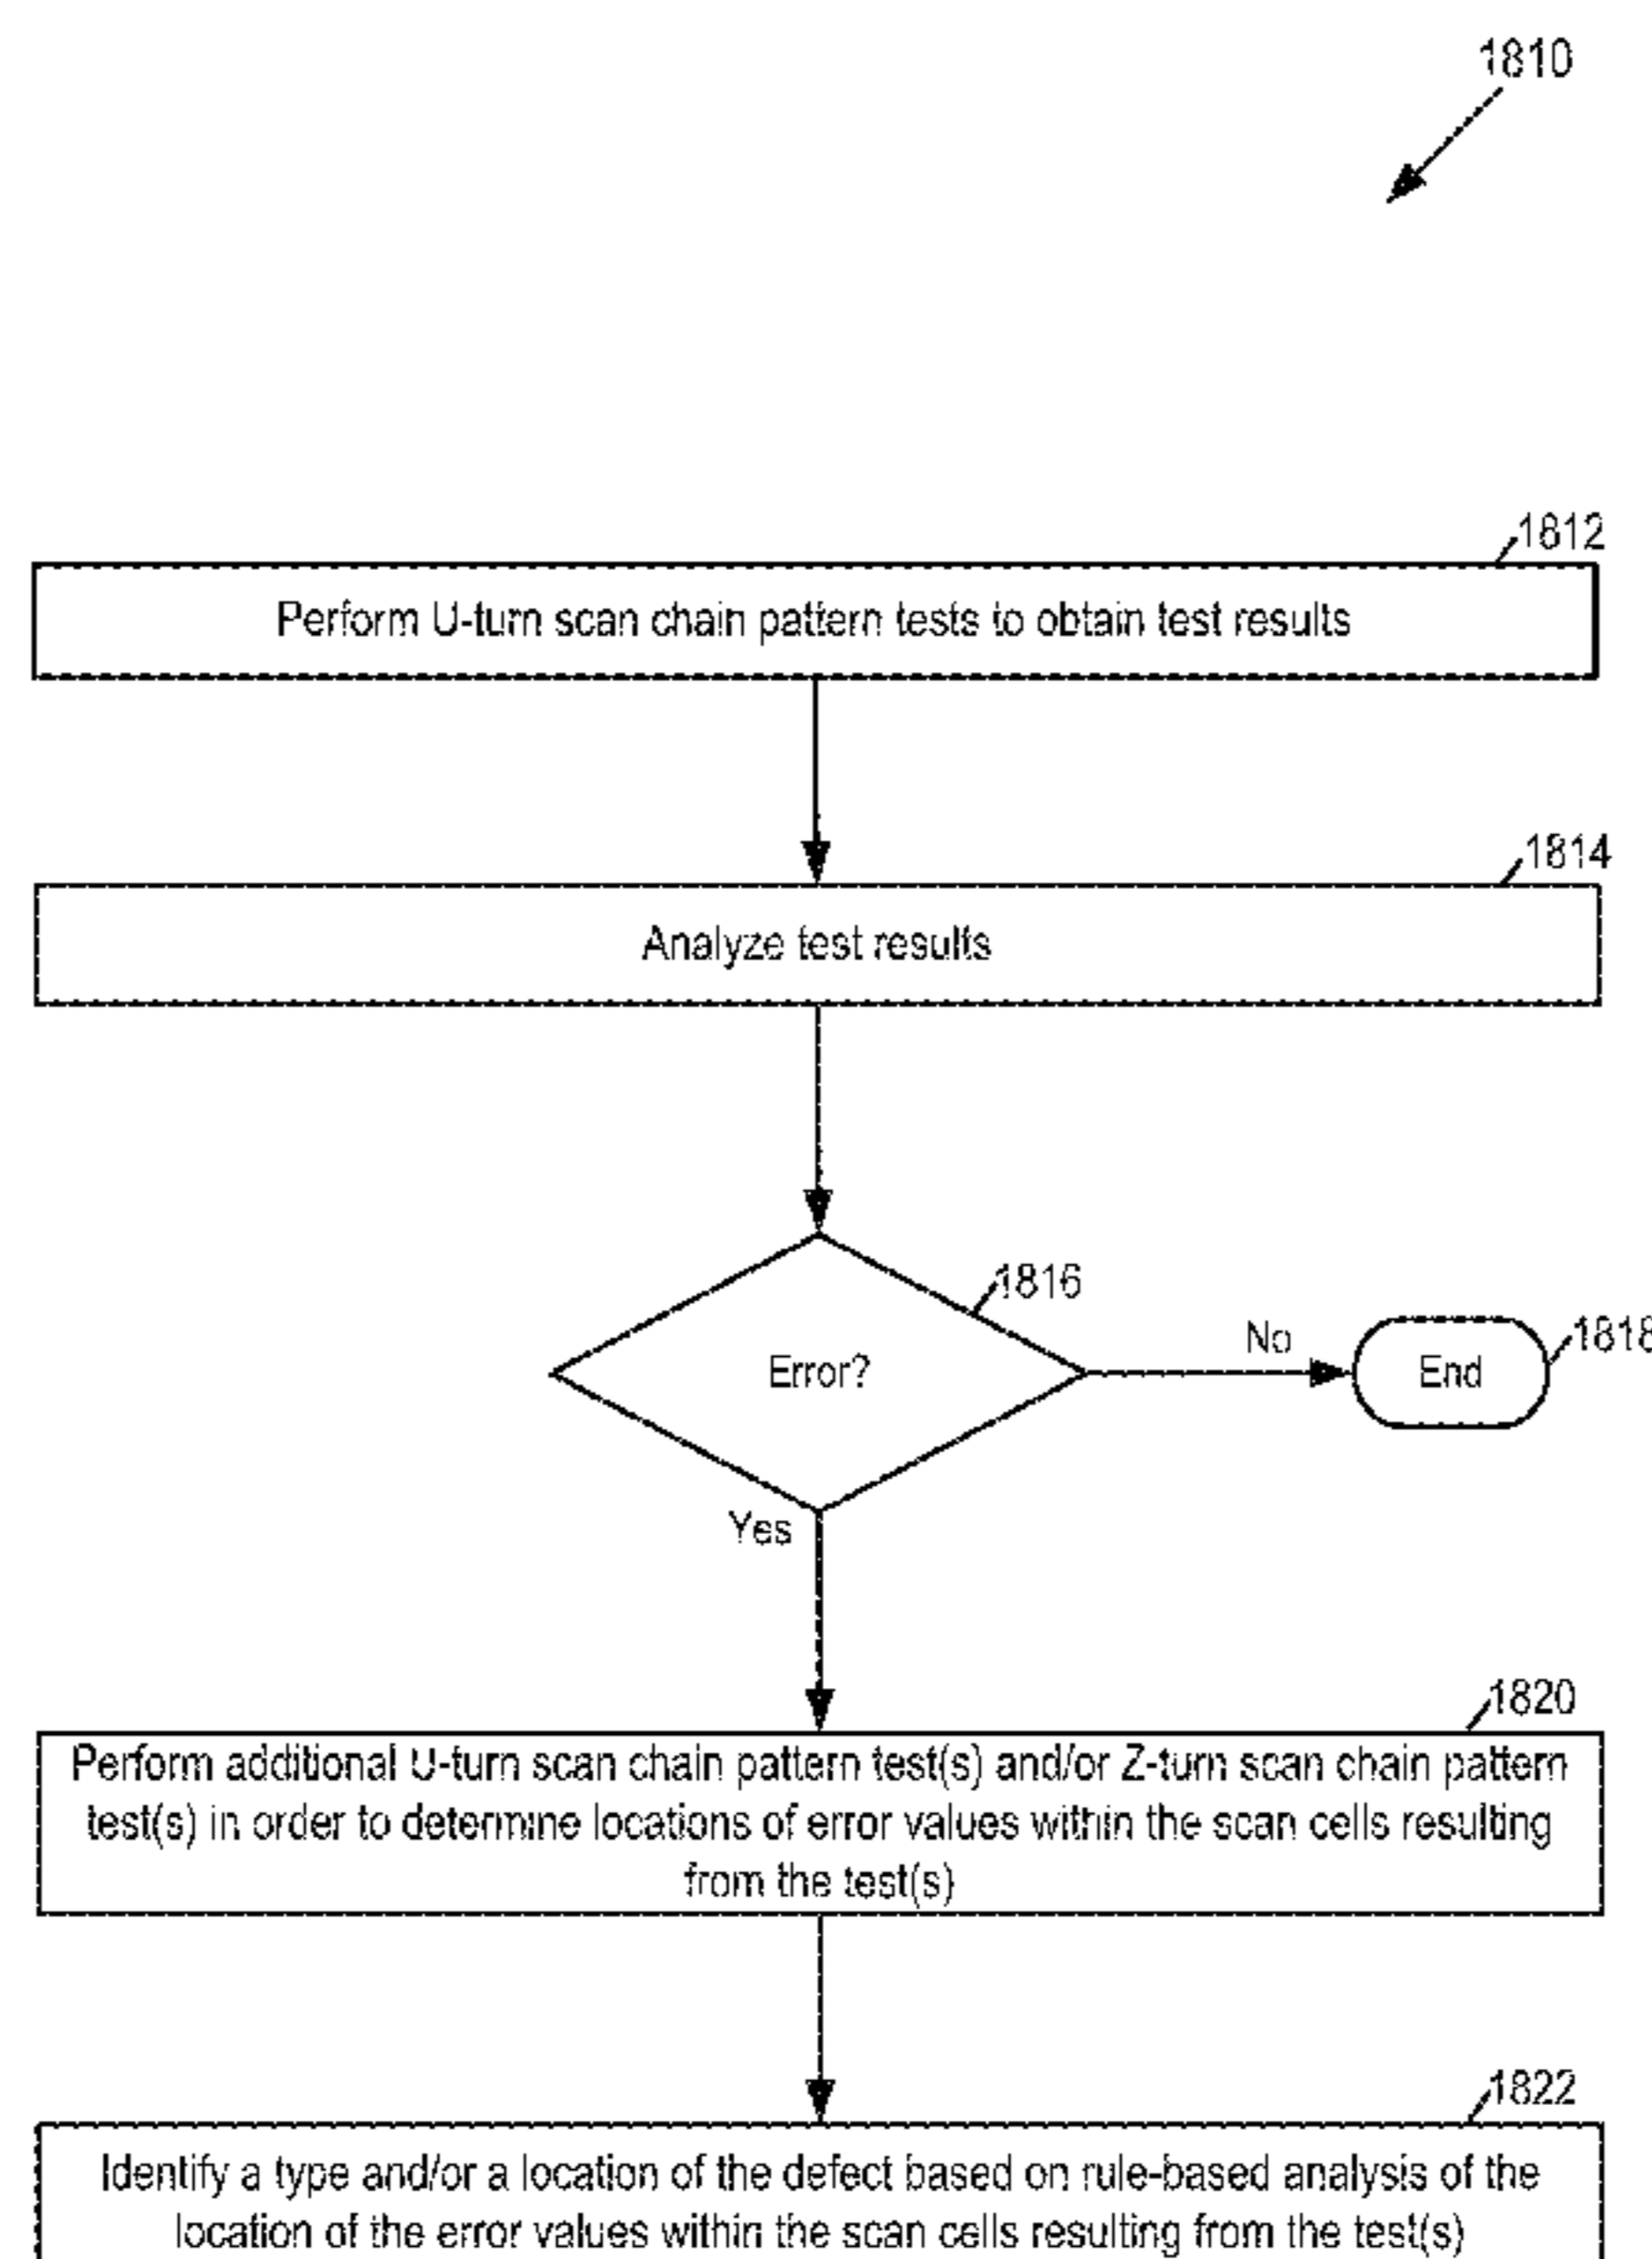 1810
1812
Perform U-turn scan chain pattern tests to obtain test results
1814
Analyze test results
1816
Error?
No
End
1818
Yes
1820
Perform additional U-turn scan chain pattern test(s) and/or Z-turn scan chain pattern
test(s) in order to determine locations of error values within the scan cells resulting
from the test(s)
1822
Identify a type and/or a location of the defect based on rule-based analysis of the
location of the error values within the scan cells resulting from the test(s)